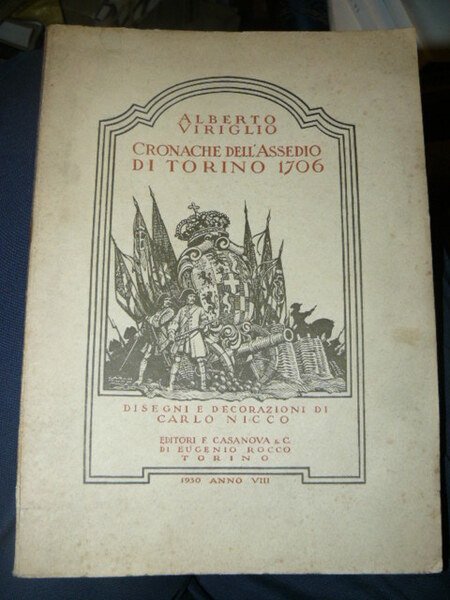 ALBERTO
VIRIGLIO
CRONACHE DELL'ASSEDIO
DI TORINO 1706
DISEGNI E DECORAZIONI DI
CARLO NICCO
EDITORI F. CASANOVA & C.
DI EUGENIO ROCCO
TORINO
1930 ANNO VIII